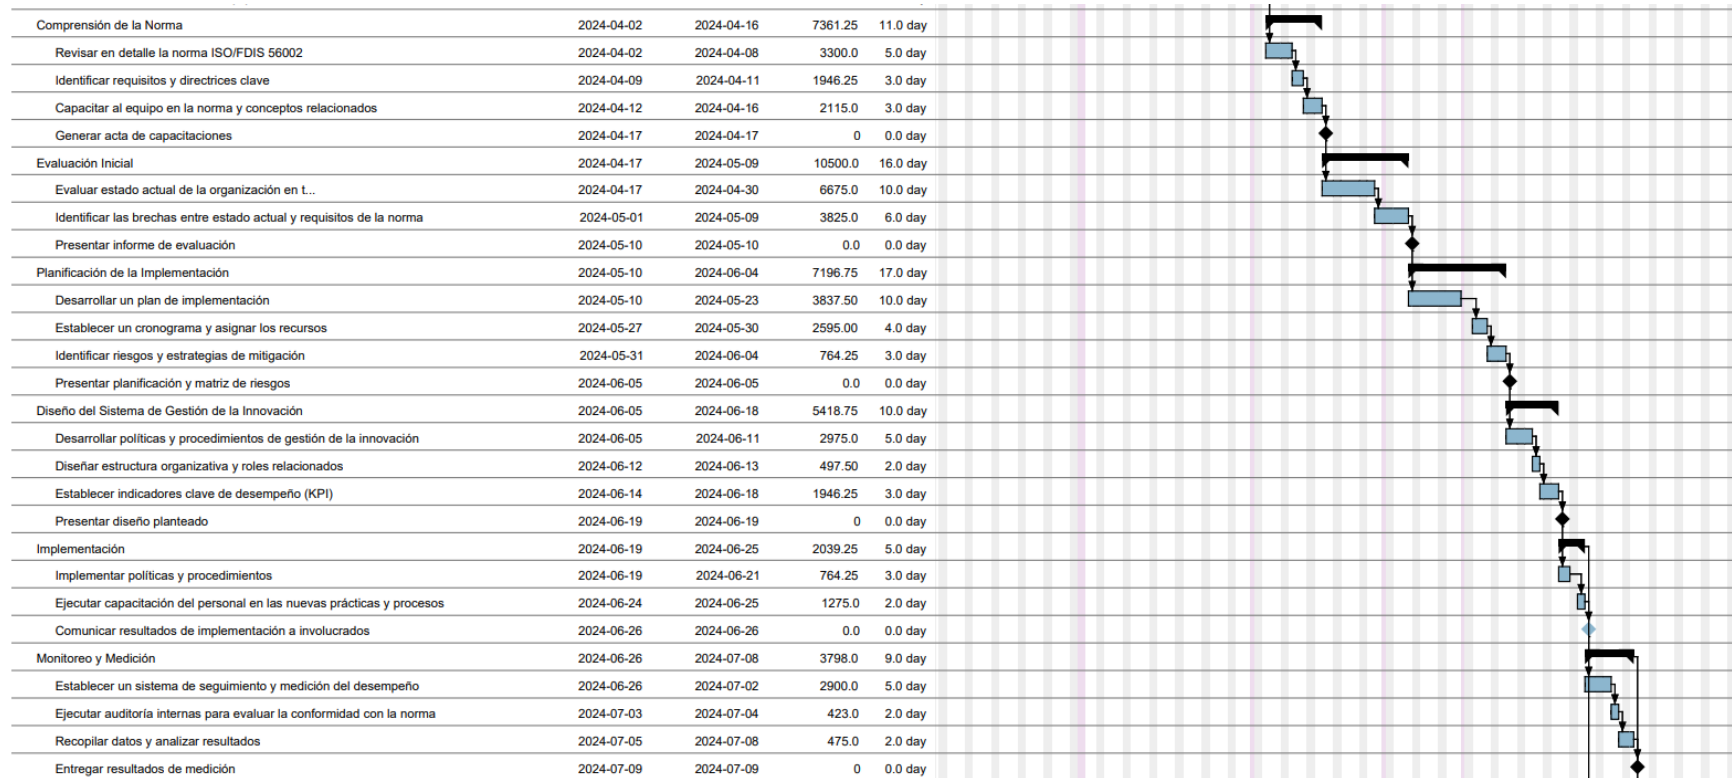 Comprensión de la Norma 2024-04-02 2024-04-16 7361.25 11.0 day
Revisar en detalle la norma ISO/FDIS 56002 2024-04-02 2024-04-08 3300.0 5.0 day
Identificar requisitos y directrices clave 2024-04-09 2024-04-11 1946.25 3.0 day
Capacitar al equipo en la norma y conceptos relacionados 2024-04-12 2024-04-16 2115.0 3.0 day
Generar acta de capacitaciones 2024-04-17 2024-04-17 0 0.0 day
Evaluación Inicial 2024-04-17 2024-05-09 10500.0 16.0 day
Evaluar estado actual de la organización en t... 2024-04-17 2024-04-30 6675.0 10.0 day
Identificar las brechas entre estado actual y requisitos de la norma 2024-05-01 2024-05-09 3825.0 6.0 day
Presentar informe de evaluación 2024-05-10 2024-05-10 0.0 0.0 day
Planificación de la Implementación 2024-05-10 2024-06-04 7196.75 17.0 day
Desarrollar un plan de implementación 2024-05-10 2024-05-23 3837.50 10.0 day
Establecer un cronograma y asignar los recursos 2024-05-27 2024-05-30 2595.00 4.0 day
Identificar riesgos y estrategias de mitigación 2024-05-31 2024-06-04 764.25 3.0 day
Presentar planificación y matriz de riesgos 2024-06-05 2024-06-05 0.0 0.0 day
Diseño del Sistema de Gestión de la Innovación 2024-06-05 2024-06-18 5418.75 10.0 day
Desarrollar políticas y procedimientos de gestión de la innovación 2024-06-05 2024-06-11 2975.0 5.0 day
Diseñar estructura organizativa y roles relacionados 2024-06-12 2024-06-13 497.50 2.0 day
Establecer indicadores clave de desempeño (KPI) 2024-06-14 2024-06-18 1946.25 3.0 day
Presentar diseño planteado 2024-06-19 2024-06-19 0 0.0 day
Implementación 2024-06-19 2024-06-25 2039.25 5.0 day
Implementar políticas y procedimientos 2024-06-19 2024-06-21 764.25 3.0 day
Ejecutar capacitación del personal en las nuevas prácticas y procesos 2024-06-24 2024-06-25 1275.0 2.0 day
Comunicar resultados de implementación a involucrados 2024-06-26 2024-06-26 0.0 0.0 day
Monitoreo y Medición 2024-06-26 2024-07-08 3798.0 9.0 day
Establecer un sistema de seguimiento y medición del desempeño 2024-06-26 2024-07-02 2900.0 5.0 day
Ejecutar auditoría internas para evaluar la conformidad con la norma 2024-07-03 2024-07-04 423.0 2.0 day
Recopilar datos y analizar resultados 2024-07-05 2024-07-08 475.0 2.0 day
Entregar resultados de medición 2024-07-09 2024-07-09 0 0.0 day